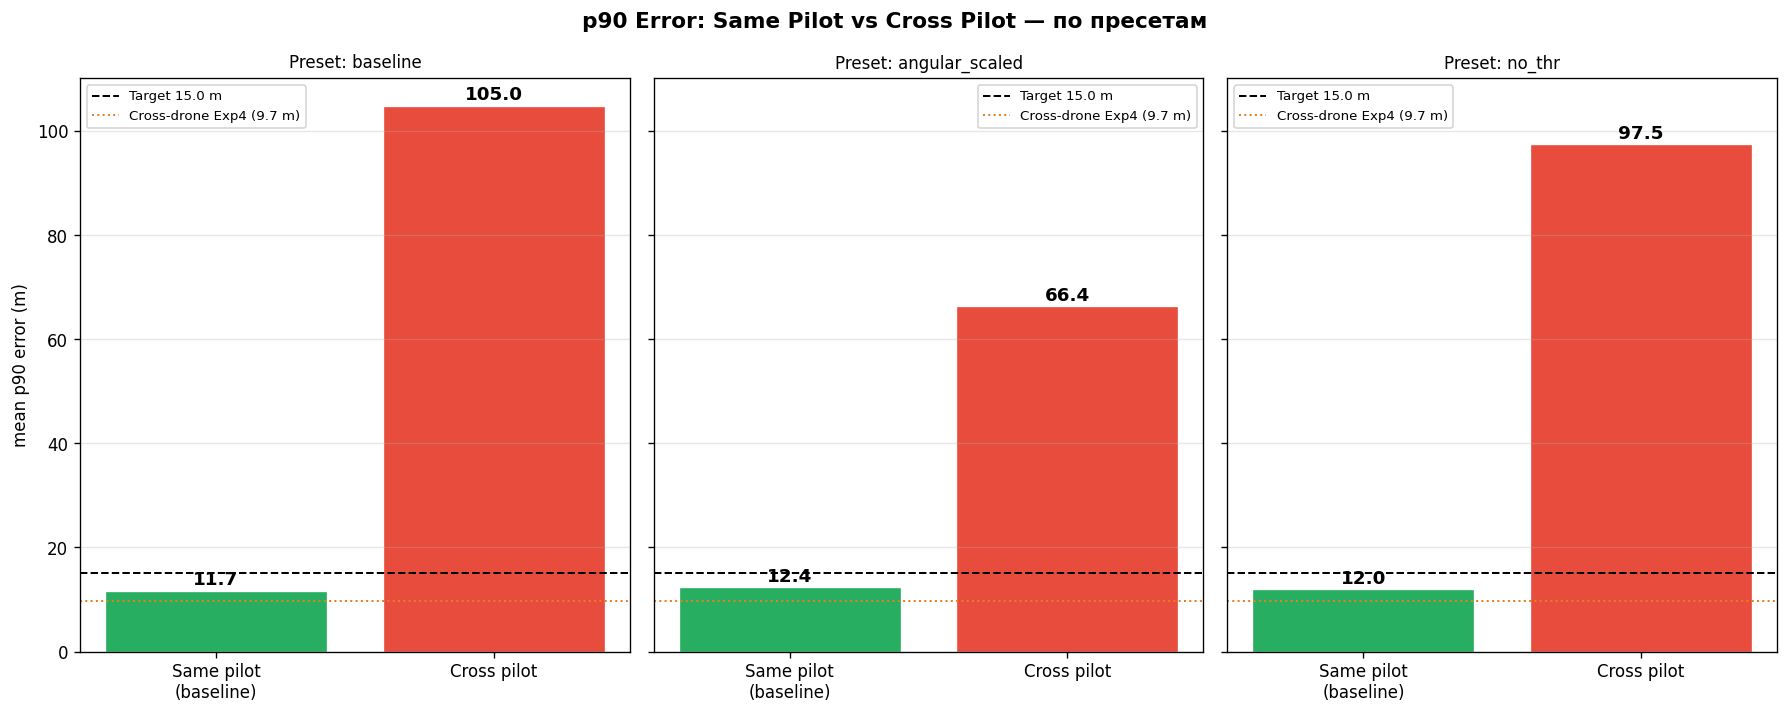 p90 Error: Same Pilot vs Cross Pilot — по пресетам
Preset: baseline
Target 15.0 m
Cross-drone Exp4 (9.7 m)
105.0
11.7
mean p90 error (m)
100
80
60
40
20
0
Same pilot
(baseline)
Cross pilot
Preset: angular_scaled
Target 15.0 m
Cross-drone Exp4 (9.7 m)
66.4
12.4
Same pilot
(baseline)
Cross pilot
Preset: no_thr
Target 15.0 m
Cross-drone Exp4 (9.7 m)
97.5
12.0
Same pilot
(baseline)
Cross pilot